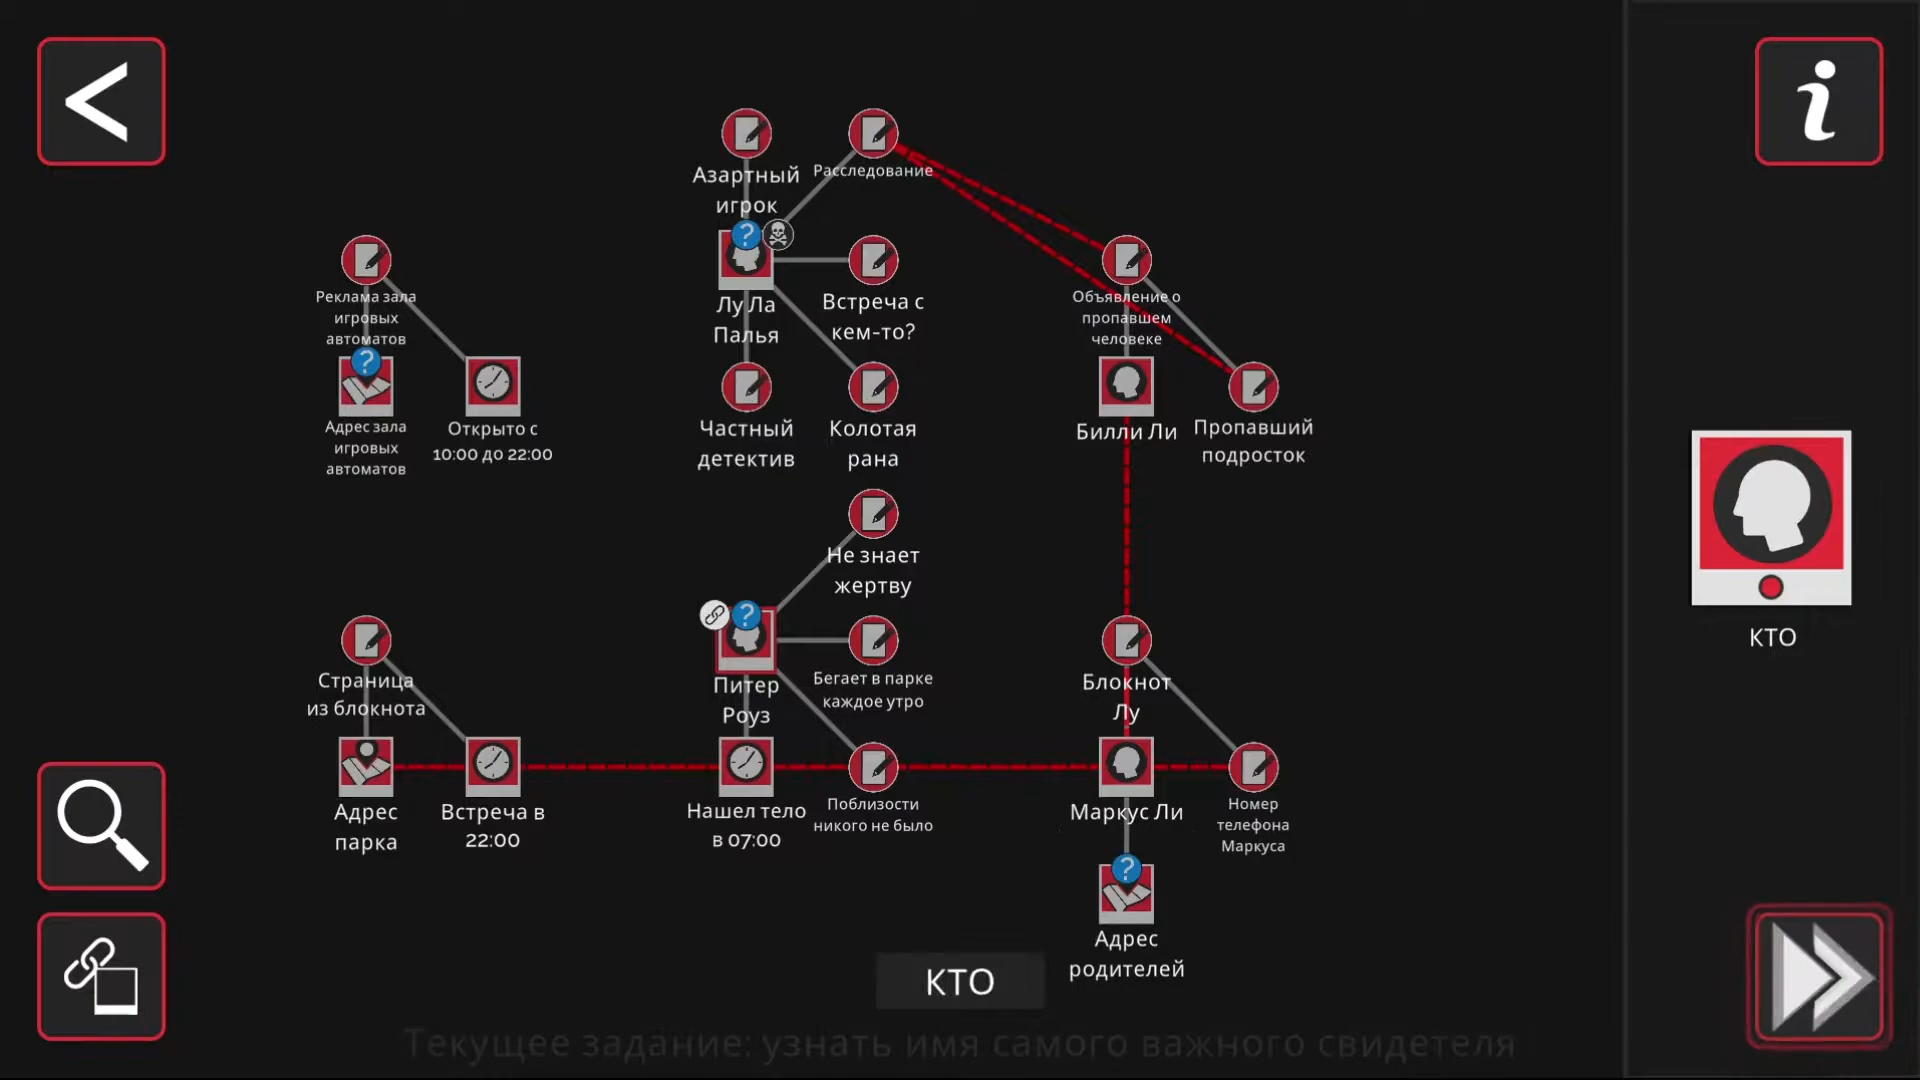 Азартный
игрок
Расследование
Реклама зала
игровых
автоматов
?
Лу Ла
Палья
Встреча с
кем-то?
Объявление о
пропавшем
человеке
?
Адрес зала
игровых
автоматов
Открыто с
10:00 до 22:00
Частный
детектив
Колотая
рана
Билли Ли
Пропавший
подросток
Не знает
жертву
КТО
Страница
из блокнота
?
Питер
Роуз
Бегает в парке
каждое утро
Блокнот
Лу
Адрес
парка
Встреча в
22:00
Нашел тело
в 07:00
Поблизости
никого не было
Маркус Ли
Номер
телефона
Маркуса
?
Адрес
родителей
КТО
Текущее задание: узнать имя самого важного свидетеля